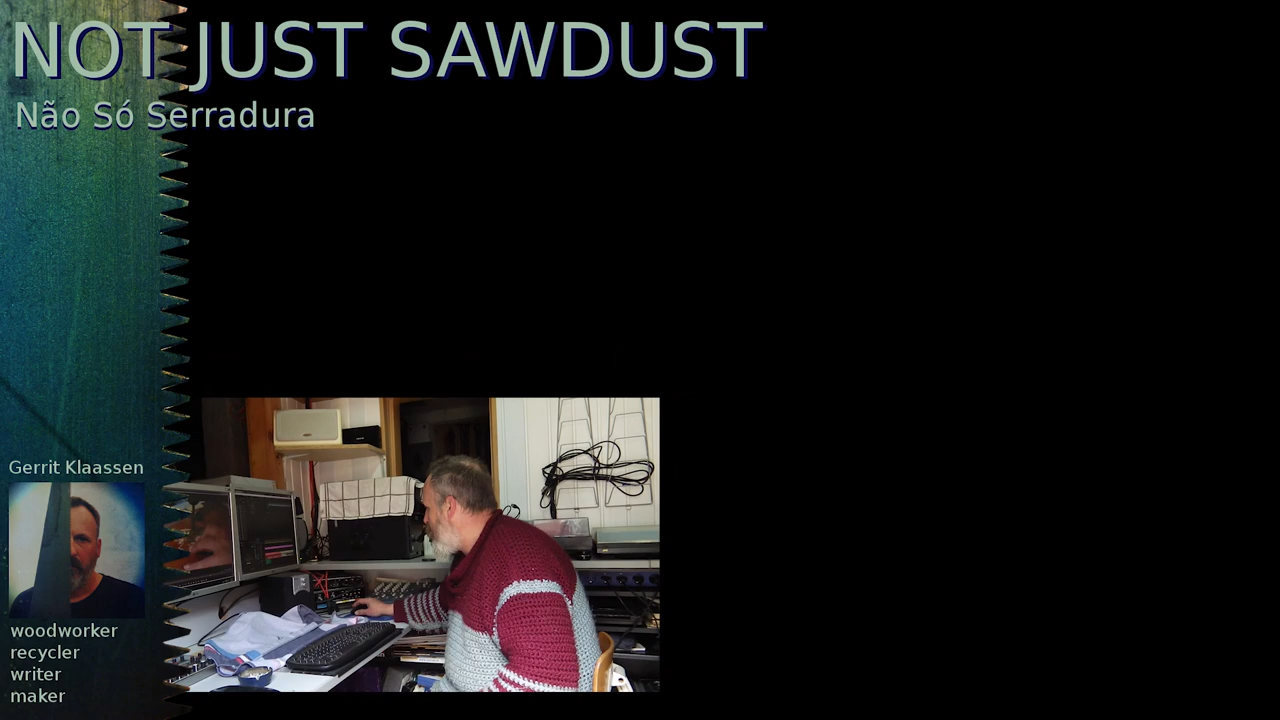 NOT JUST SAWDUST
Não Só Serradura
Gerrit Klaassen
woodworker
recycler
writer
maker